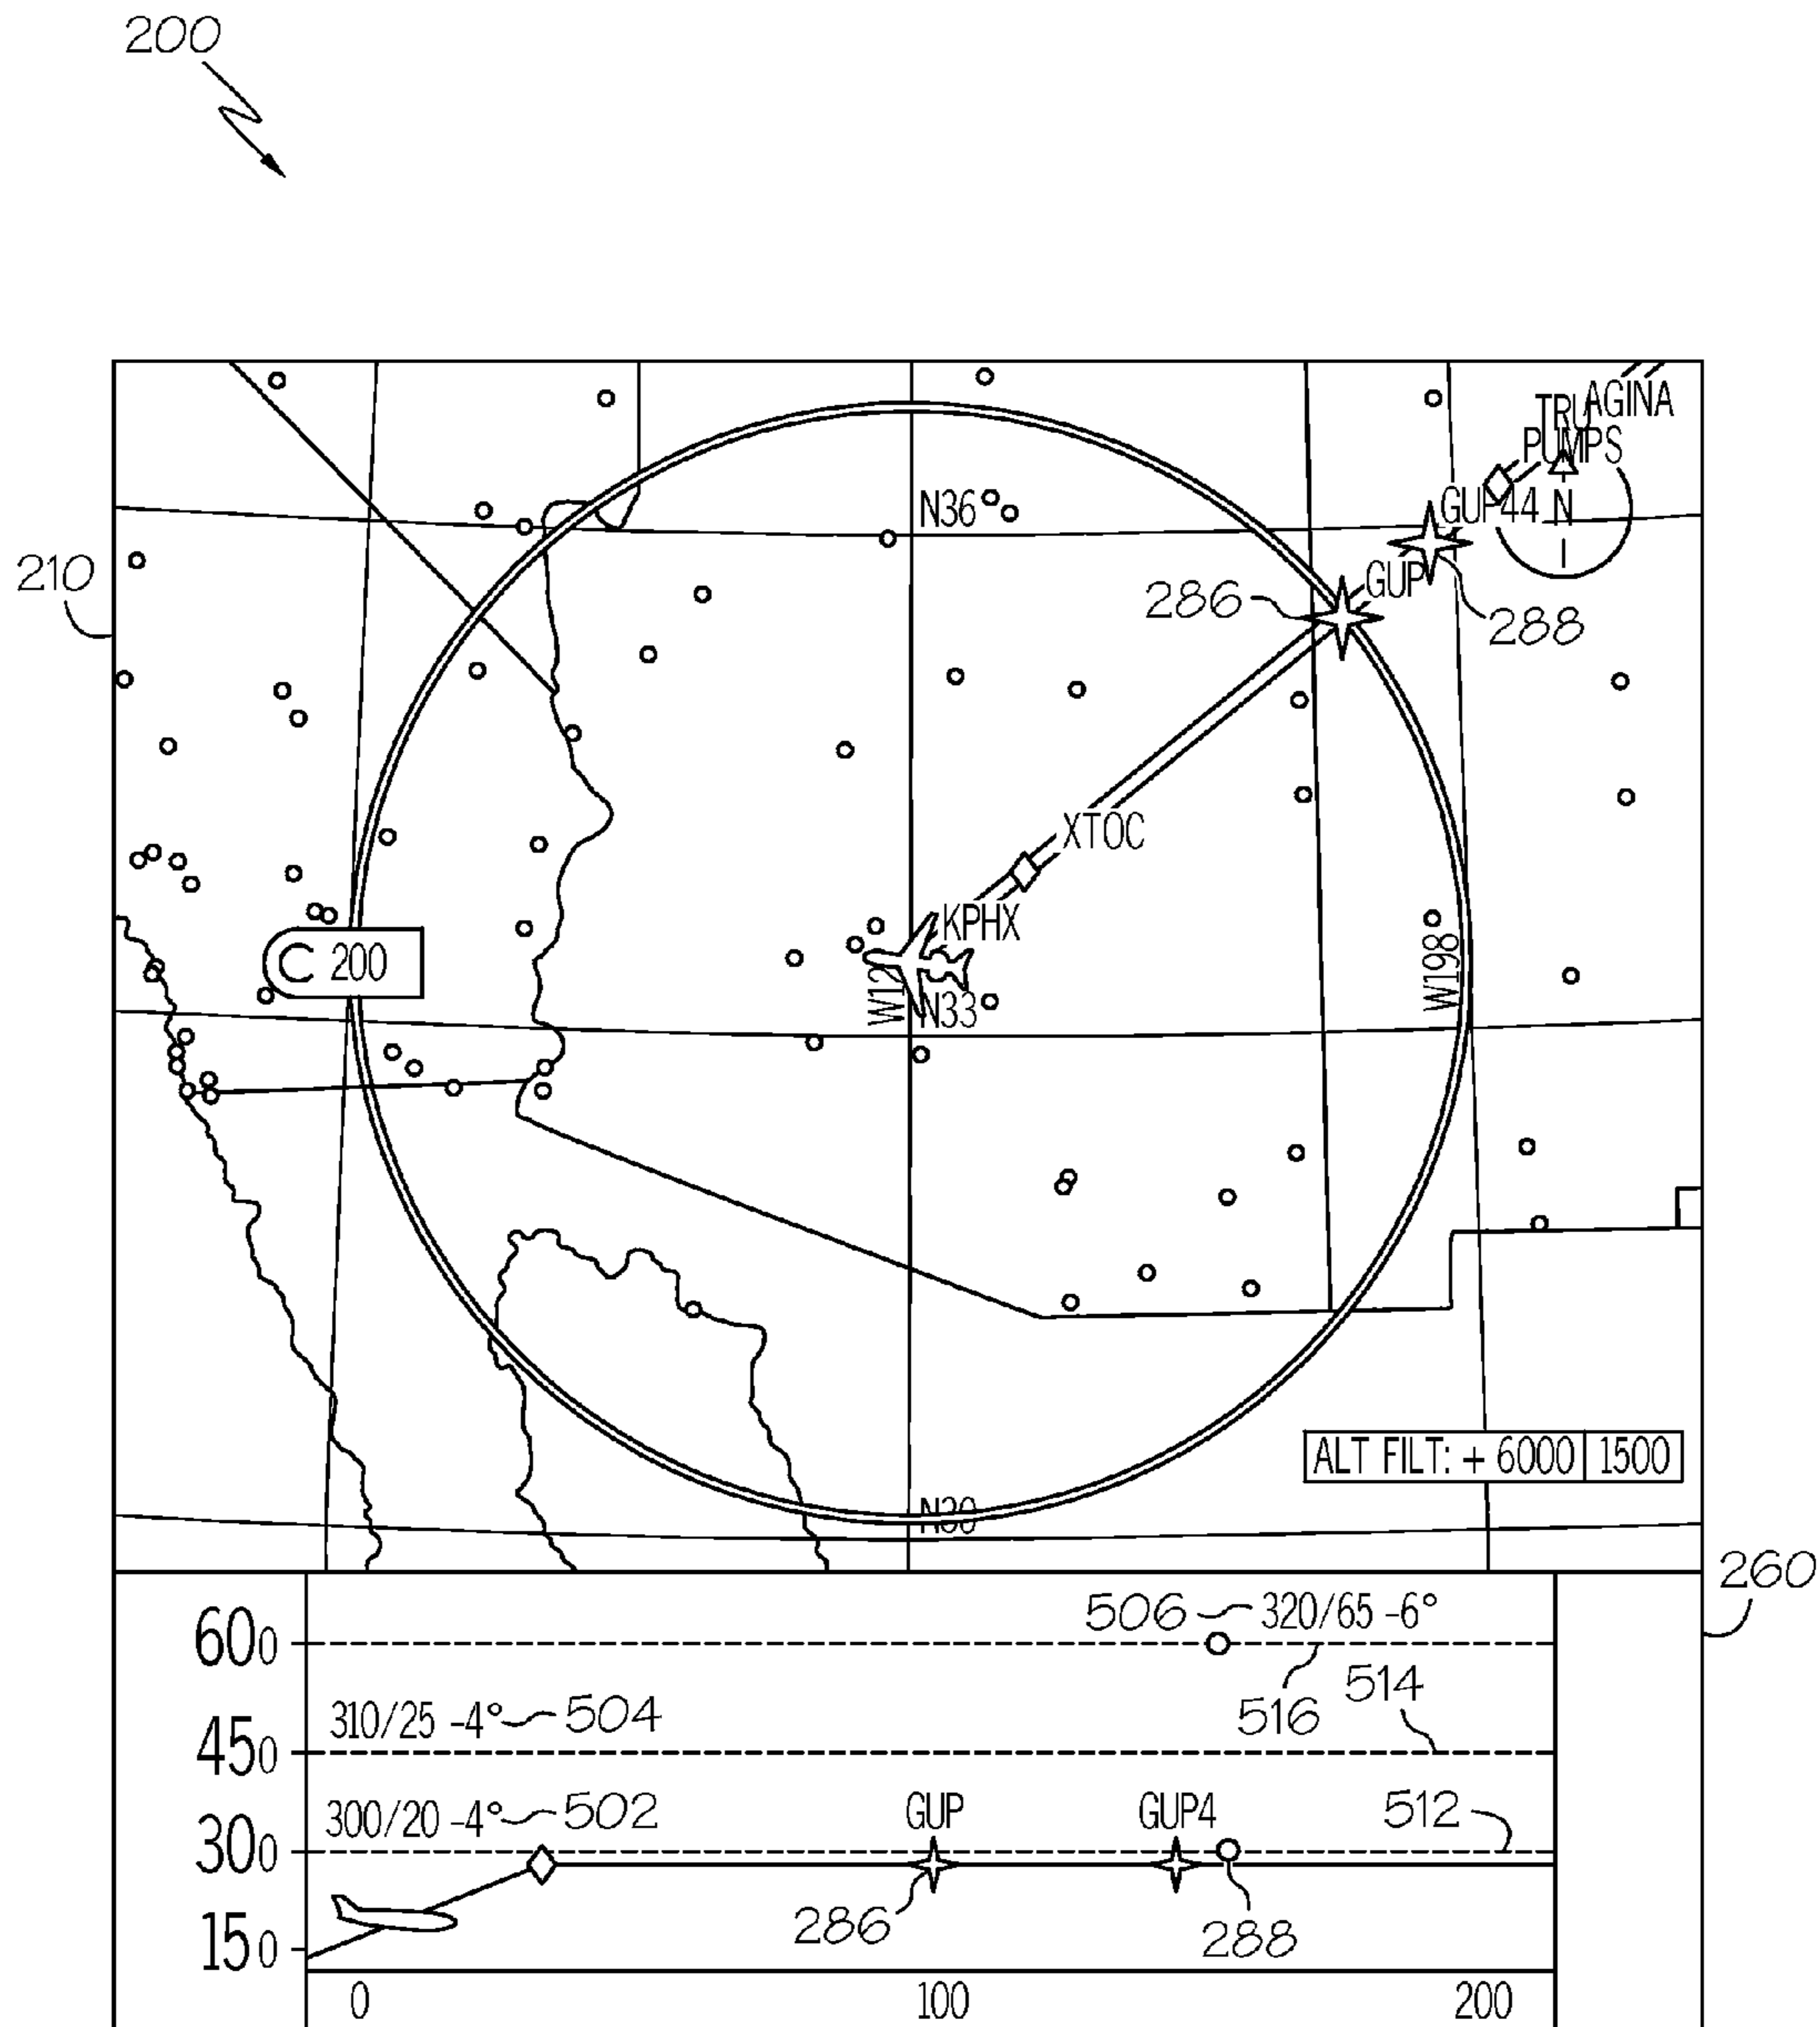 200
210
AGINA
TRU
PUMPS
N36
GUP44
N
GUP
286
288
XTOC
KPHX
200
W12
N33
W198
ALT FILT: + 6000 1500
N30
260
600
506
320/65 -6°
514
516
310/25 -4°
504
450
300/20 -4°
502
GUP
GUP4
512
300
286
288
150
0
100
200